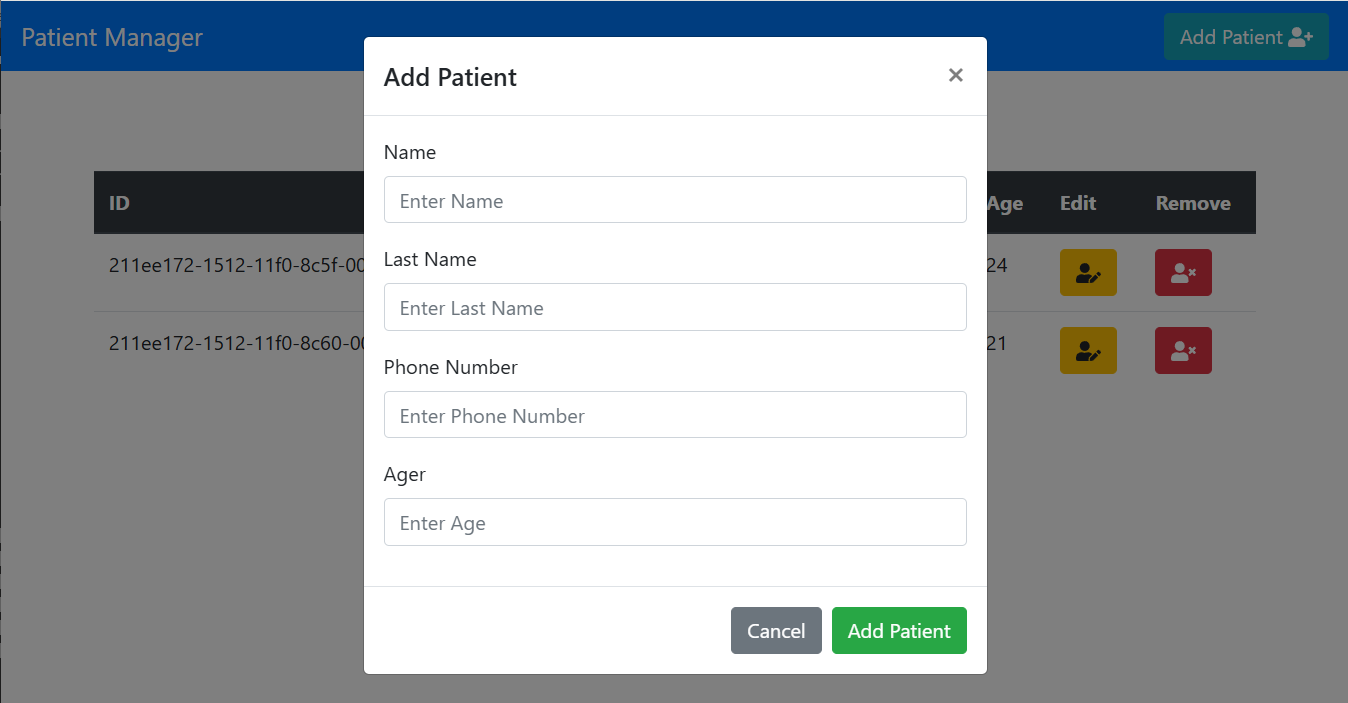 Patient Manager
Add Patient
Add Patient
×
ID
Age
Edit
Remove
211ee172-1512-11f0-8c5f-00
24
211ee172-1512-11f0-8c60-00
21
Name
Enter Name
Last Name
Enter Last Name
Phone Number
Enter Phone Number
Ager
Enter Age
Cancel
Add Patient